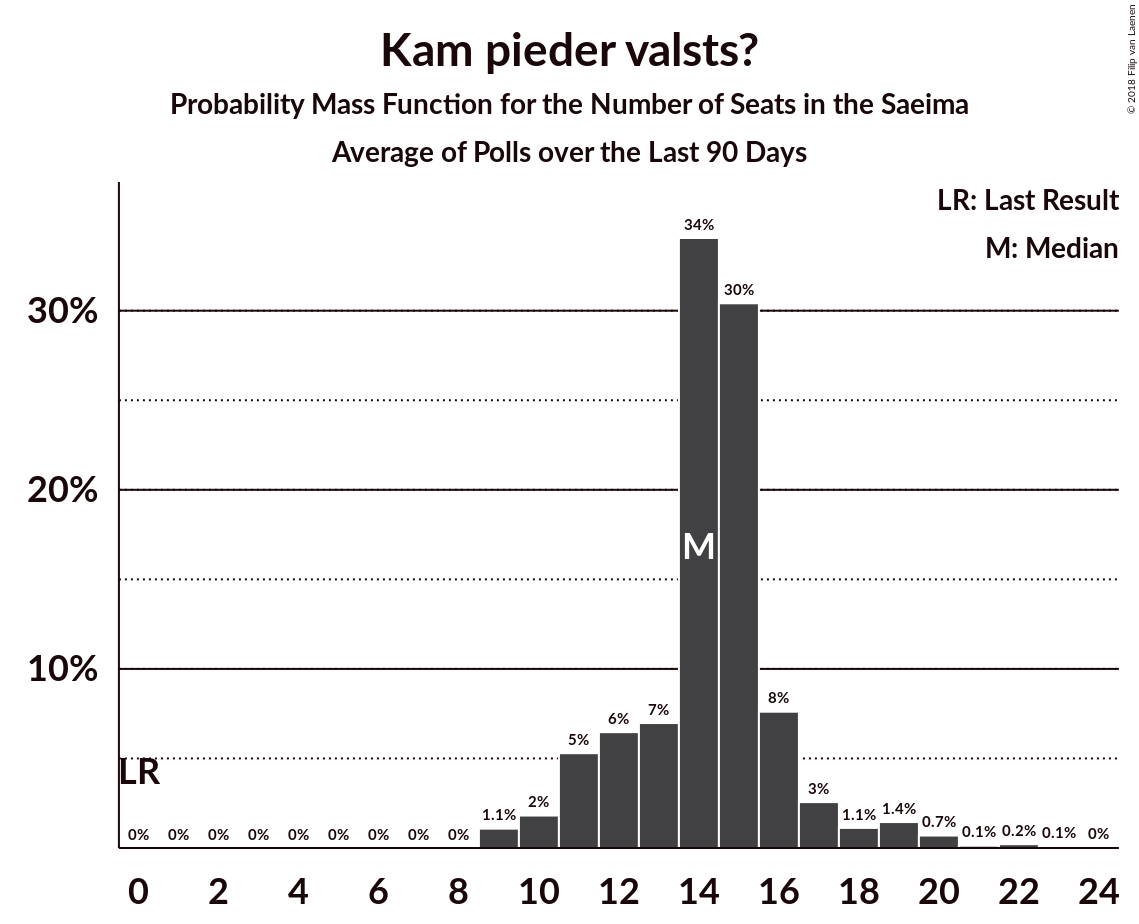 Kam pieder valsts?
Probability Mass Function for the Number of Seats in the Saeima
Average of Polls over the Last 90 Days
© 2018 Filip van Laenen
LR: Last Result
M: Median
34%
30%
30%
20%
M
10%
8%
7%
6%
5%
LR
3%
2%
1.1%
1.1%
1.4%
0.7%
0% 0% 0% 0% 0% 0% 0% 0% 0%
0.1% 0.2% 0.1% 0%
0 2 4 6 8 10 12 14 16 18 20 22 24